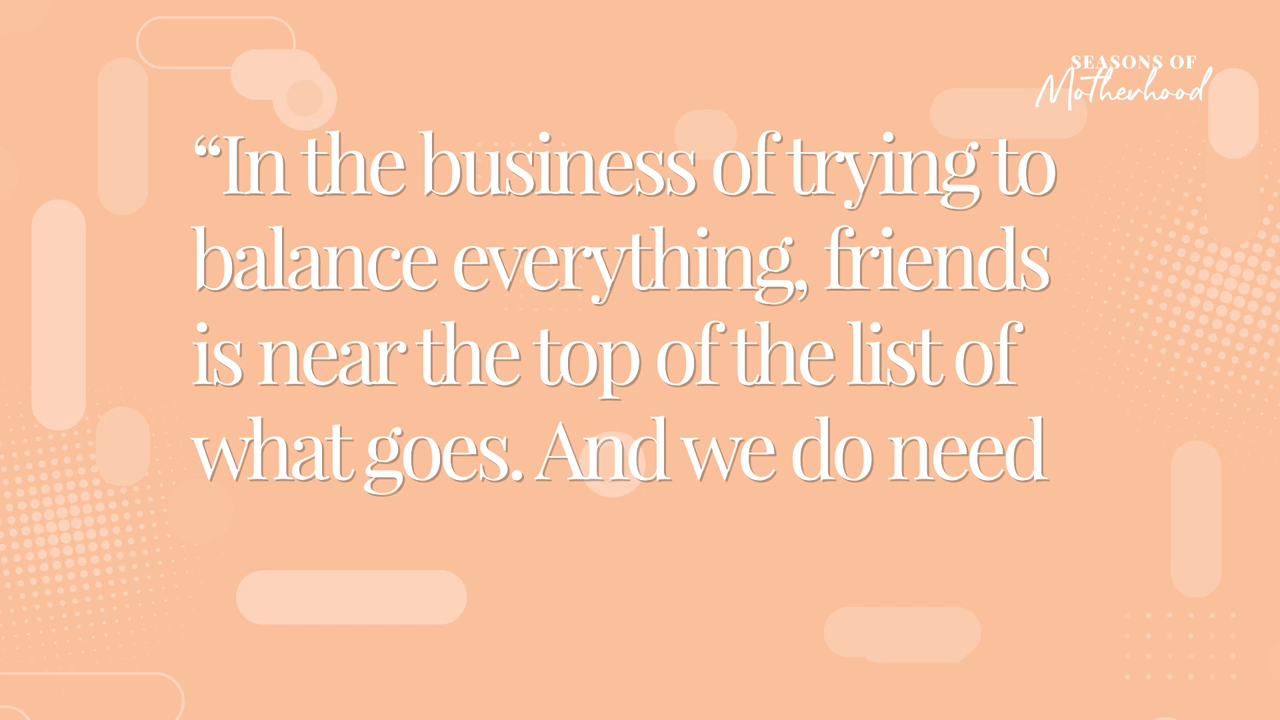 SEASONS OF
Motherhood
“In the business of trying to
balance everything, friends
is near the top of the list of
what goes. And we do need